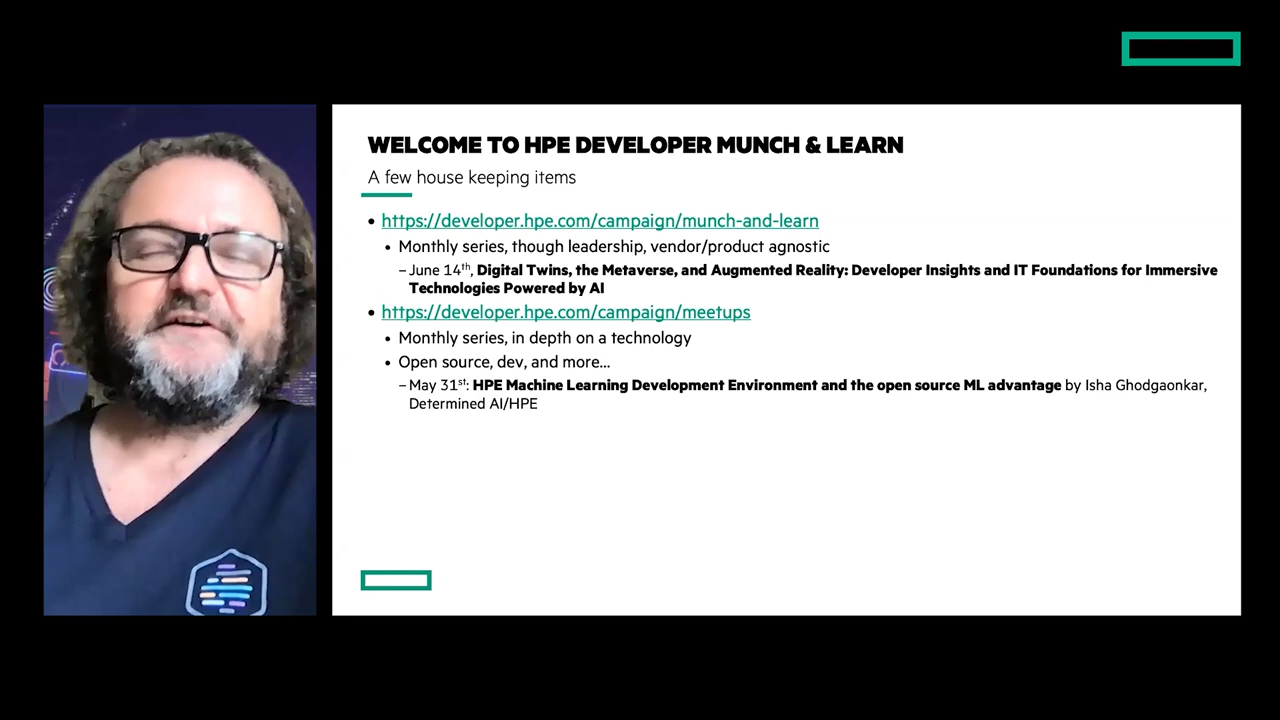 WELCOME TO HPE DEVELOPER MUNCH & LEARN
A few house keeping items
• https://developer.hpe.com/campaign/munch-and-learn
• Monthly series, though leadership, vendor/product agnostic
– June 14th, Digital Twins, the Metaverse, and Augmented Reality: Developer Insights and IT Foundations for Immersive
Technologies Powered by AI
• https://developer.hpe.com/campaign/meetups
• Monthly series, in depth on a technology
• Open source, dev, and more...
– May 31st: HPE Machine Learning Development Environment and the open source ML advantage by Isha Ghodgaonkar,
Determined AI/HPE